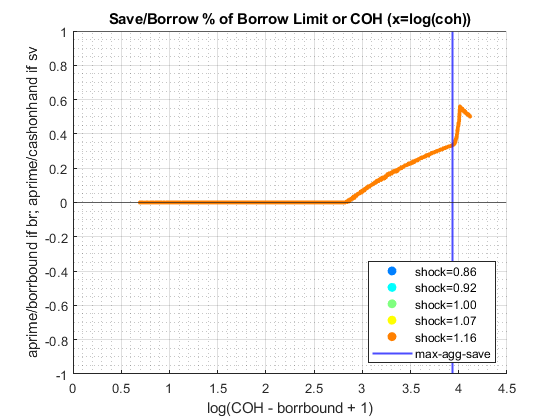 Save/Borrow % of Borrow Limit or COH (x=log(coh))
aprime/borrbound if br; aprime/cashonhand if sv
1
0.8
0.6
0.4
0.2
0
-0.2
-0.4
-0.6
-0.8
-1
shock=0.86
shock=0.92
shock=1.00
shock=1.07
shock=1.16
max-agg-save
0 0.5 1 1.5 2 2.5 3 3.5 4 4.5
log(COH - borrbound + 1)